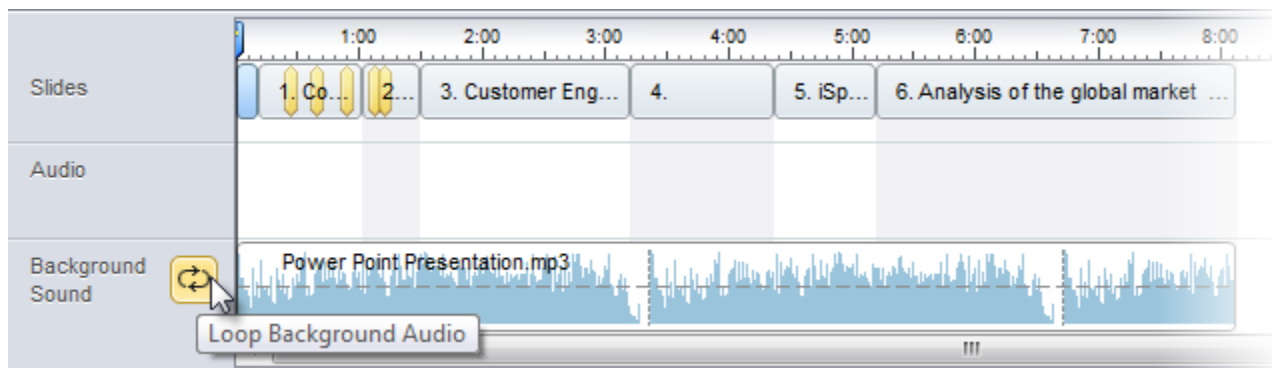 1:00 2:00 3:00 4:00 5:00 6:00 7:00 8:00
Slides
1. Co... 2... 3. Customer Eng... 4. 5. iSp... 6. Analysis of the global market ...
Audio
Background
Sound
Power Point Presentation.mp3
Loop Background Audio